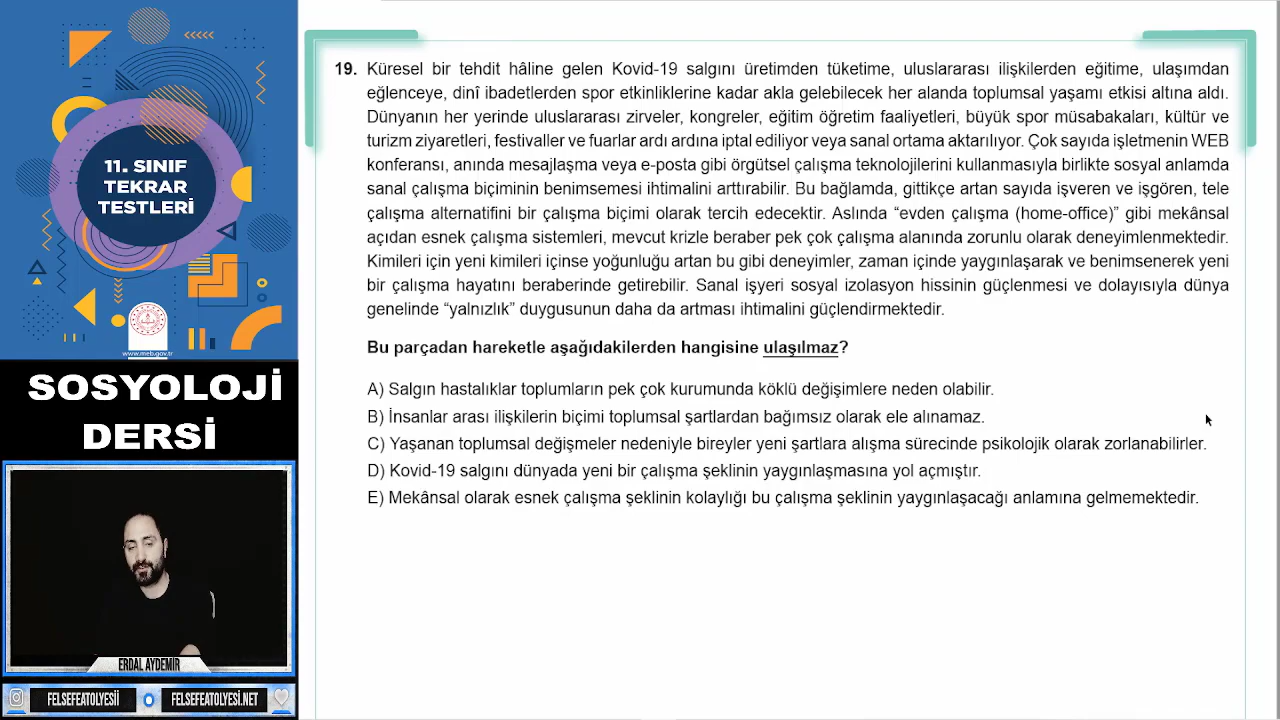 11. SINIF
TEKRAR
TESTLERİ
www.meb.gov.tr
SOSYOLOJİ
DERSİ
ERDAL AYDEMİR
FELSEFEATOLYESİİ
FELSEFEATOLYESİ.NET
19. Küresel bir tehdit hâline gelen Kovid-19 salgını üretimden tüketime, uluslararası ilişkilerden eğitime, ulaşımdan
eğlenceye, dinî ibadetlerden spor etkinliklerine kadar akla gelebilecek her alanda toplumsal yaşamı etkisi altına aldı.
Dünyanın her yerinde uluslararası zirveler, kongreler, eğitim öğretim faaliyetleri, büyük spor müsabakaları, kültür ve
turizm ziyaretleri, festivaller ve fuarlar ardı ardına iptal ediliyor veya sanal ortama aktarılıyor. Çok sayıda işletmenin WEB
konferansı, anında mesajlaşma veya e-posta gibi örgütsel çalışma teknolojilerini kullanmasıyla birlikte sosyal anlamda
sanal çalışma biçiminin benimsemesi ihtimalini arttırabilir. Bu bağlamda, gittikçe artan sayıda işveren ve işgören, tele
çalışma alternatifini bir çalışma biçimi olarak tercih edecektir. Aslında “evden çalışma (home-office)” gibi mekânsal
açıdan esnek çalışma sistemleri, mevcut krizle beraber pek çok çalışma alanında zorunlu olarak deneyimlenmektedir.
Kimileri için yeni kimileri içinse yoğunluğu artan bu gibi deneyimler, zaman içinde yaygınlaşarak ve benimsenerek yeni
bir çalışma hayatını beraberinde getirebilir. Sanal işyeri sosyal izolasyon hissinin güçlenmesi ve dolayısıyla dünya
genelinde “yalnızlık” duygusunun daha da artması ihtimalini güçlendirmektedir.
Bu parçadan hareketle aşağıdakilerden hangisine ulaşılmaz?
A) Salgın hastalıklar toplumların pek çok kurumunda köklü değişimlere neden olabilir.
B) İnsanlar arası ilişkilerin biçimi toplumsal şartlardan bağımsız olarak ele alınamaz.
C) Yaşanan toplumsal değişmeler nedeniyle bireyler yeni şartlara alışma sürecinde psikolojik olarak zorlanabilirler.
D) Kovid-19 salgını dünyada yeni bir çalışma şeklinin yaygınlaşmasına yol açmıştır.
E) Mekânsal olarak esnek çalışma şeklinin kolaylığı bu çalışma şeklinin yaygınlaşacağı anlamına gelmemektedir.